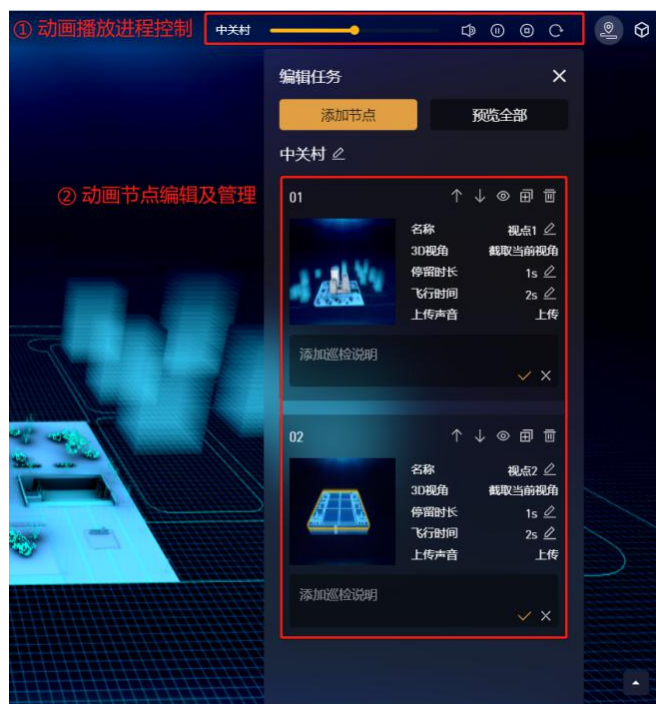 ① 动画播放进程控制
中关村
编辑任务
添加节点 预览全部
中关村
② 动画节点编辑及管理
01
名称 视点1
3D视角 截取当前视角
停留时长 1s
飞行时间 2s
上传声音 上传
添加巡检说明
02
名称 视点2
3D视角 截取当前视角
停留时长 1s
飞行时间 2s
上传声音 上传
添加巡检说明